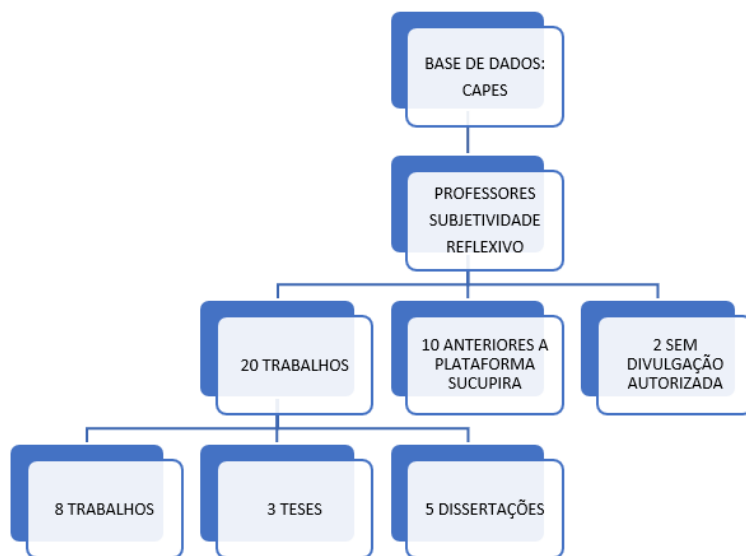 BASE DE DADOS:
CAPES
PROFESSORES
SUBJETIVIDADE
REFLEXIVO
20 TRABALHOS
10 ANTERIORES A
PLATAFORMA
SUCUPIRA
2 SEM
DIVULGAÇÃO
AUTORIZADA
8 TRABALHOS
3 TESES
5 DISSERTAÇÕES